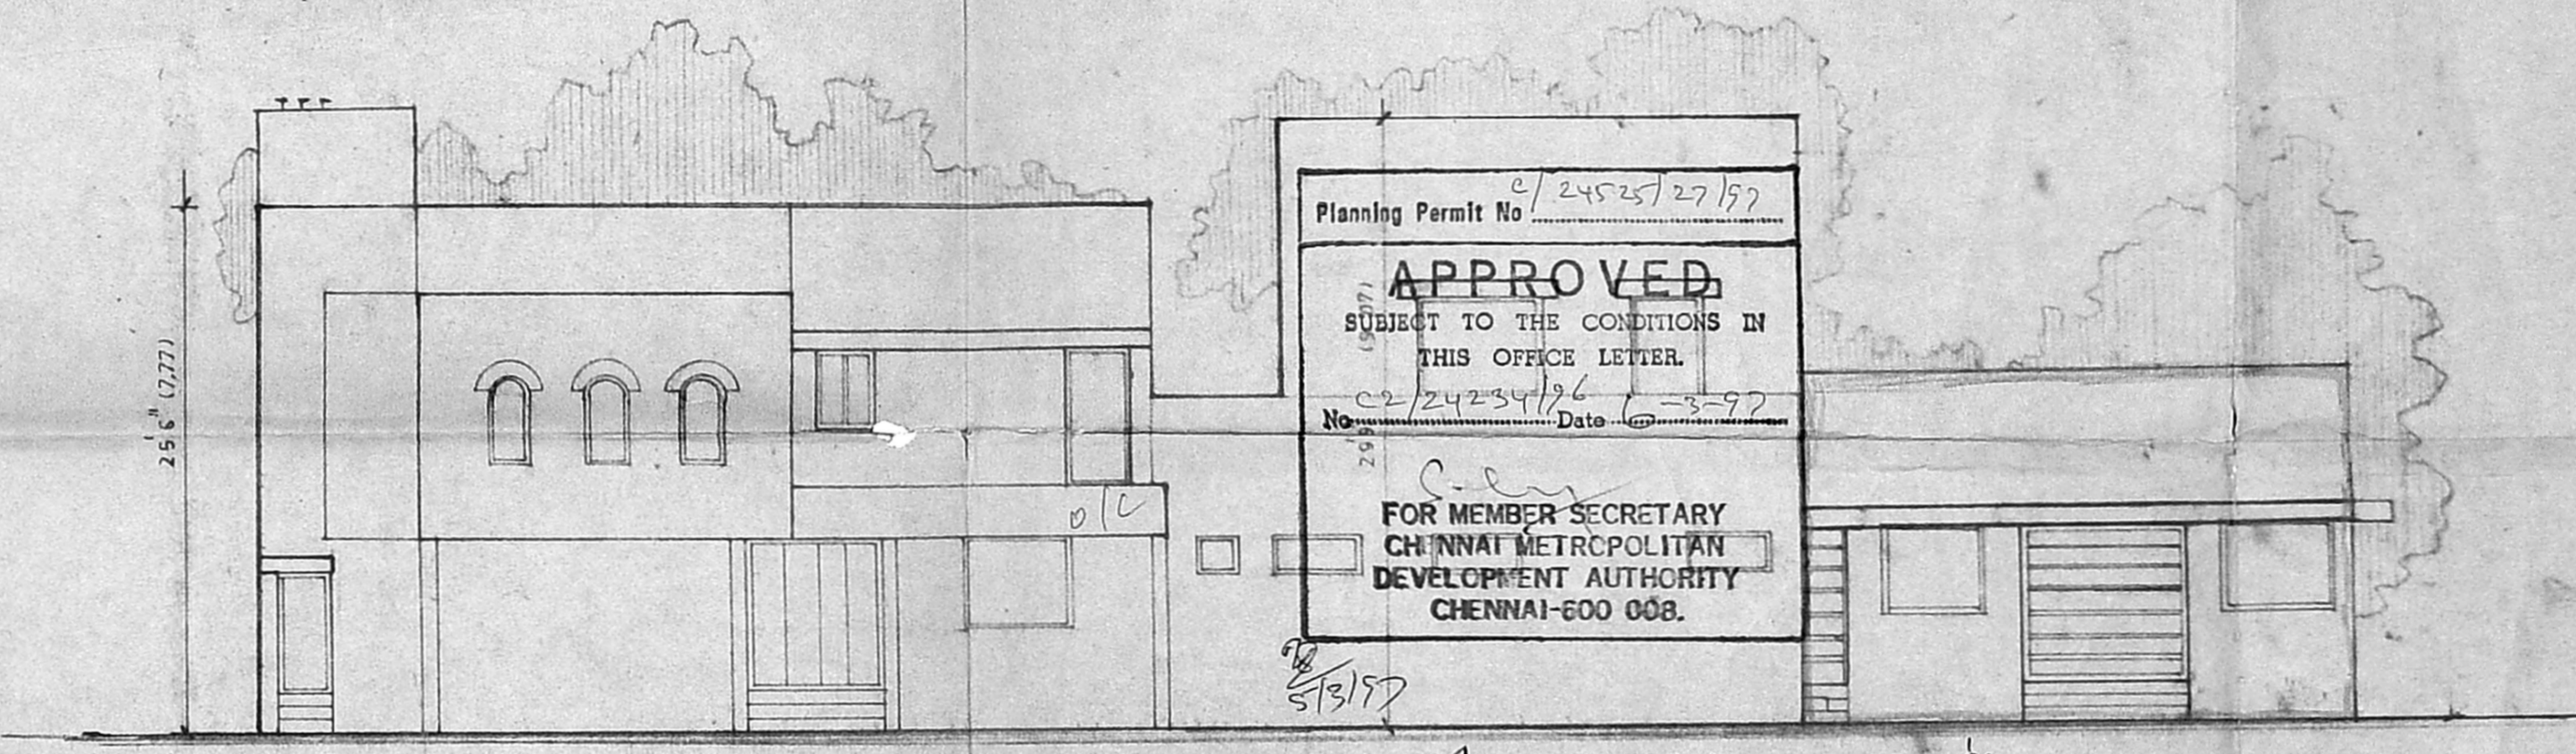 Planning Permit No C/24525/27/97
APPROVED
SUBJECT TO THE CONDITIONS IN
THIS OFFICE LETTER.
No C2/24234/96 Date 6-3-97
FOR MEMBER SECRETARY
CHENNAI METROPOLITAN
DEVELOPMENT AUTHORITY
CHENNAI-600 008.
5/3/97
25'6" (7,77)
O/C